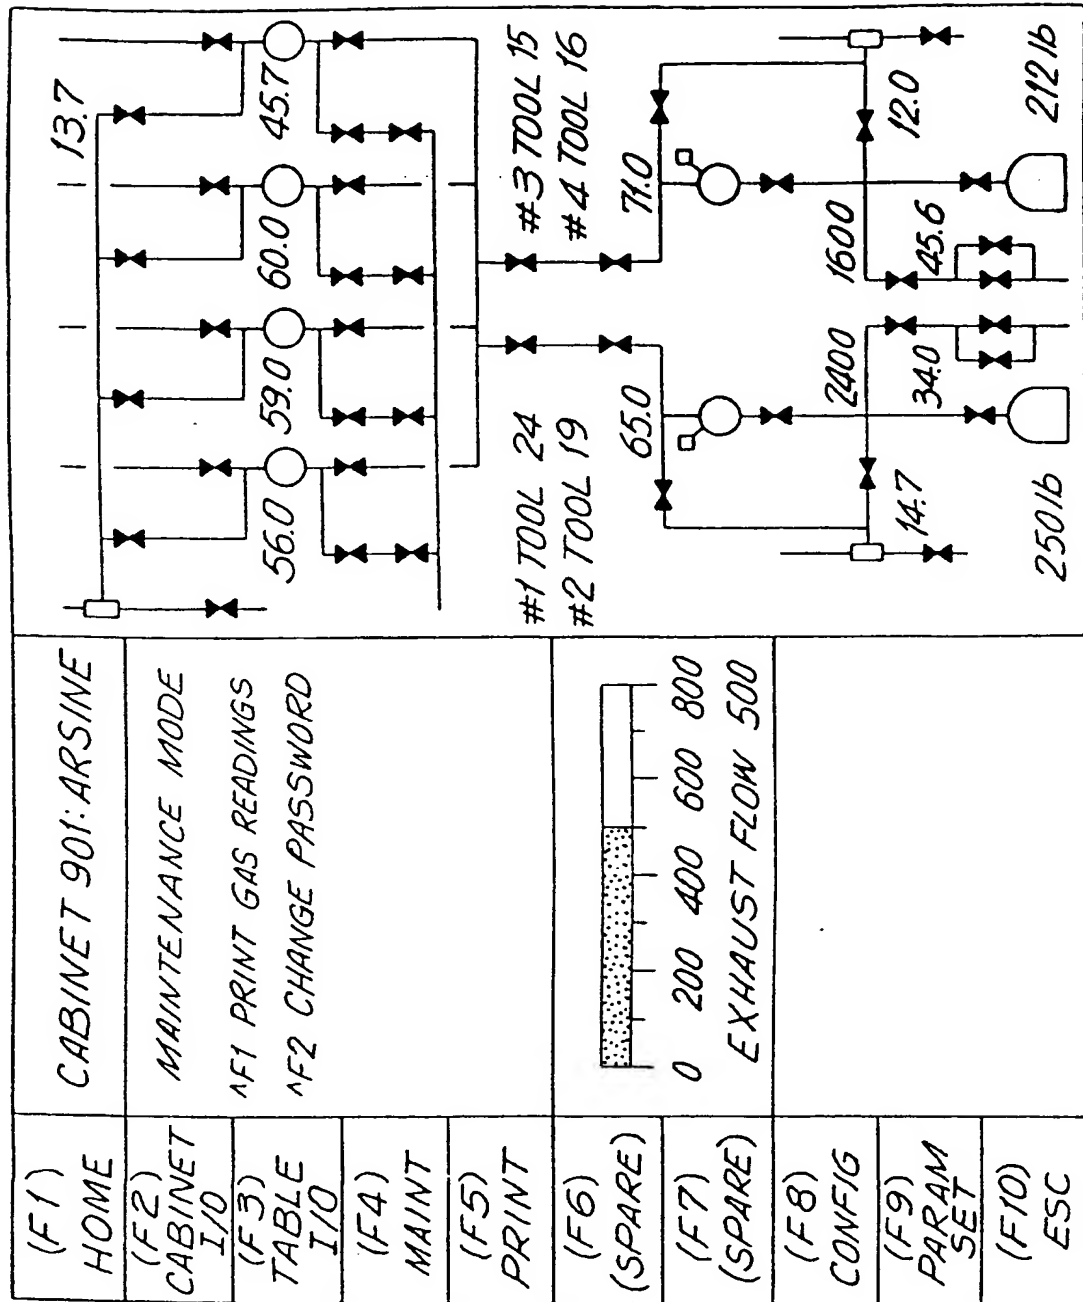 (F1)
HOME
(F2)
CABINET
I/O
(F3)
TABLE
I/O
(F4)
MAINT
(F5)
PRINT
(F6)
(SPARE)
(F7)
(SPARE)
(F8)
CONFIG
(F9)
PARAM
SET
(F10)
ESC
CABINET 901: ARSINE
MAINTENANCE MODE
^F1 PRINT GAS READINGS
^F2 CHANGE PASSWORD
0 200 400 600 800
EXHAUST FLOW 500
13.7
56.0 59.0 60.0 45.7
#1 TOOL 24 #3 TOOL 15
#2 TOOL 19 #4 TOOL 16
65.0 71.0
2400 1600
14.7 34.0 45.6 12.0
250 lb 212 lb